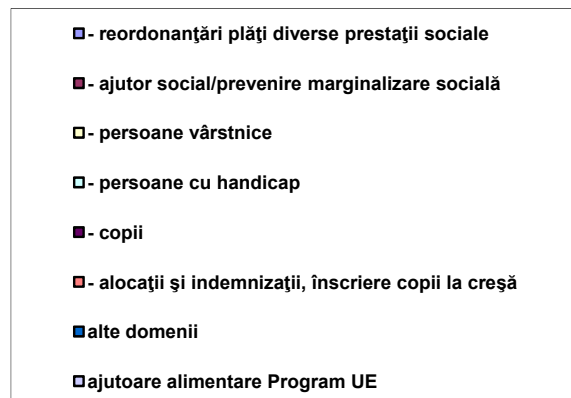 - reordonanţări plăţi diverse prestaţii sociale
- ajutor social/prevenire marginalizare socială
- persoane vârstnice
- persoane cu handicap
- copii
- alocaţii şi indemnizaţii, înscriere copii la creşă
alte domenii
ajutoare alimentare Program UE